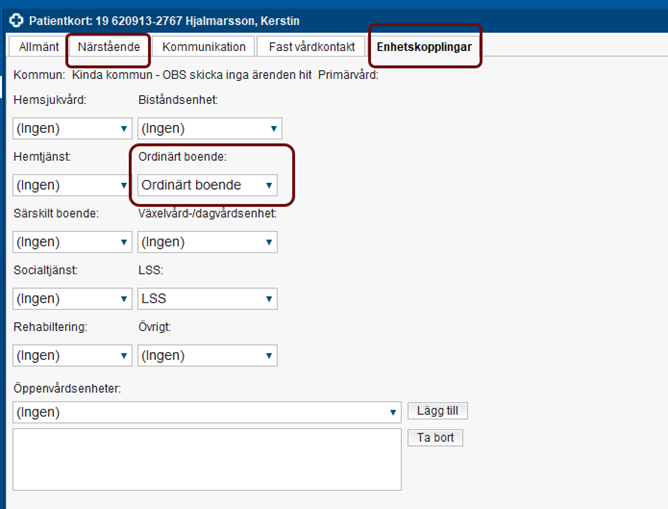 Patientkort: 19 620913-2767 Hjalmarsson, Kerstin
Allmänt Närstående Kommunikation Fast vårdkontakt Enhetskopplingar
Kommun: Kinda kommun - OBS skicka inga ärenden hit Primärvård:
Hemsjukvård: Biståndsenhet:
(Ingen) (Ingen)
Hemtjänst: Ordinärt boende:
(Ingen) Ordinärt boende
Särskilt boende: Växelvård-/dagvårdsenhet:
(Ingen) (Ingen)
Socialtjänst: LSS:
(Ingen) LSS
Rehabiltering: Övrigt:
(Ingen) (Ingen)
Öppenvårdsenheter:
(Ingen) Lägg till
Ta bort